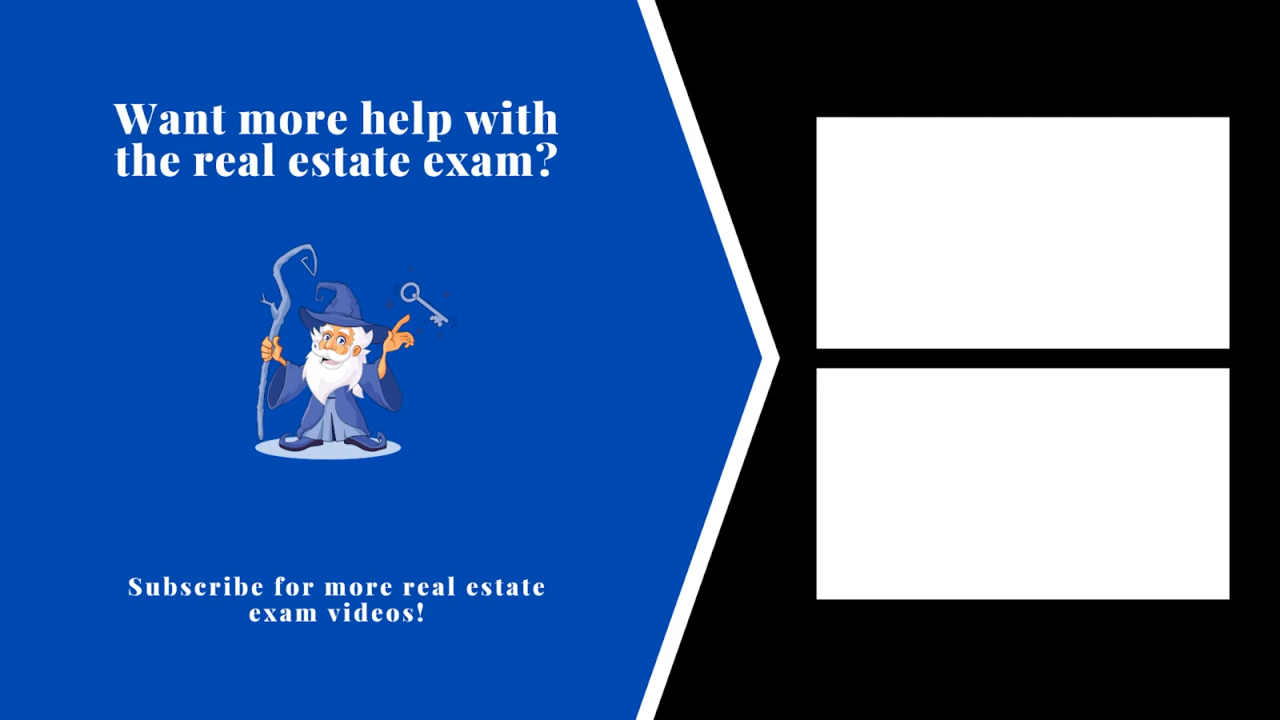 Want more help with
the real estate exam?
Subscribe for more real estate
exam videos!